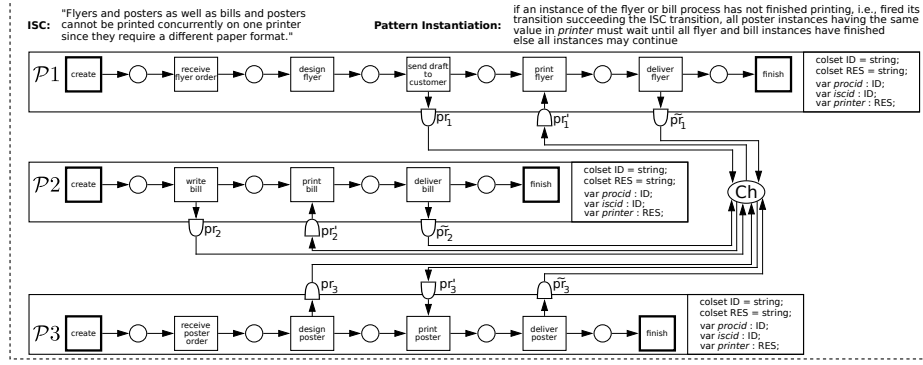 ISC:
"Flyers and posters as well as bills and posters
cannot be printed concurrently on one printer
since they require a different paper format."
Pattern Instantiation:
if an instance of the flyer or bill process has not finished printing, i.e., fired its
transition succeeding the ISC transition, all poster instances having the same
value in printer must wait until all flyer and bill instances have finished
else all instances may continue
P1
create
receive
flyer order
design
flyer
send draft
to
customer
print
flyer
deliver
flyer
finish
colset ID = string;
colset RES = string;
var procid : ID;
var iscid : ID;
var printer : RES;
pr1
pr1'
p̃r1
P2
create
write
bill
print
bill
deliver
bill
finish
colset ID = string;
colset RES = string;
var procid : ID;
var iscid : ID;
var printer : RES;
Ch
pr2
pr2'
p̃r2
pr3
pr3'
p̃r3
P3
create
receive
poster
order
design
poster
print
poster
deliver
poster
finish
colset ID = string;
colset RES = string;
var procid : ID;
var iscid : ID;
var printer : RES;